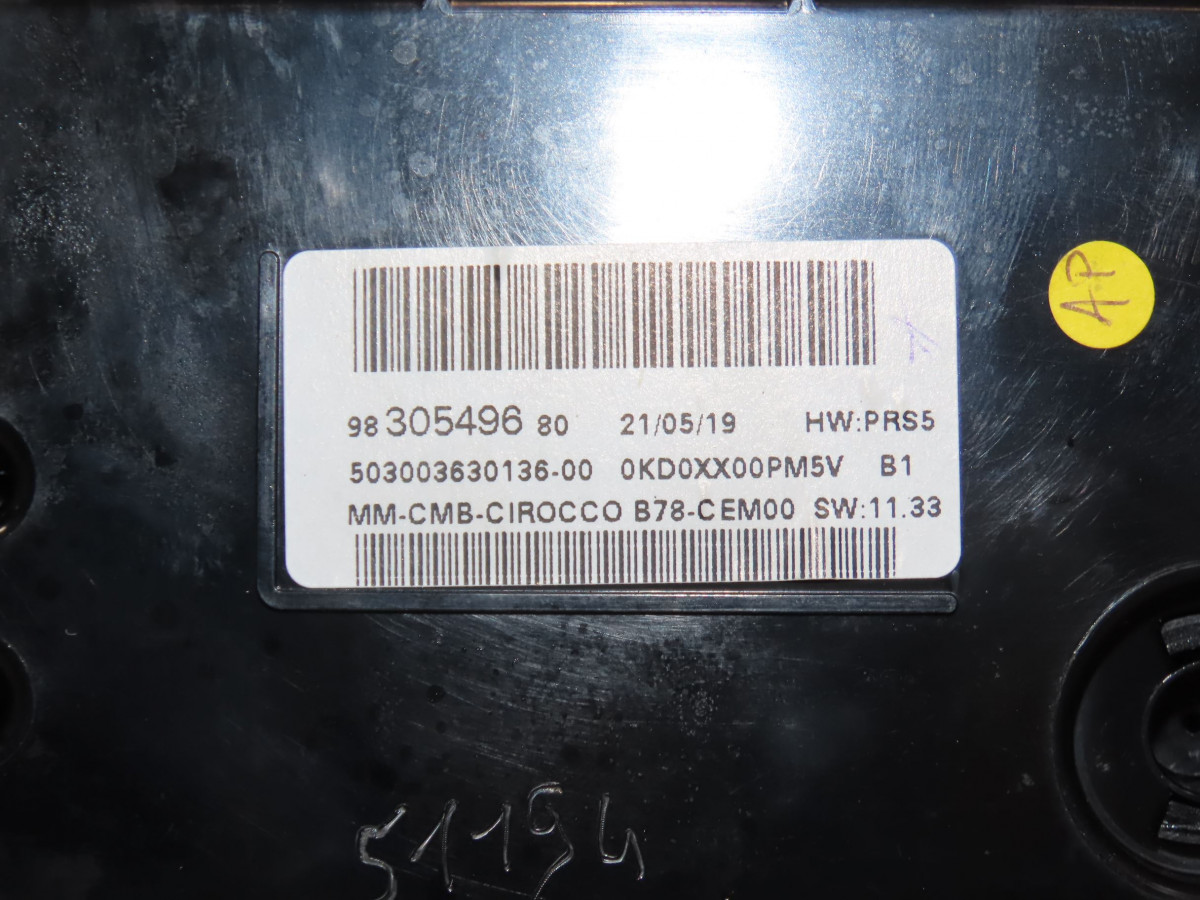 98 305496 80 21/05/19 HW:PRS5
503003630136-00 0KD0XX00PM5V B1
MM-CMB-CIROCCO B78-CEM00 SW:11.33
AP
51194